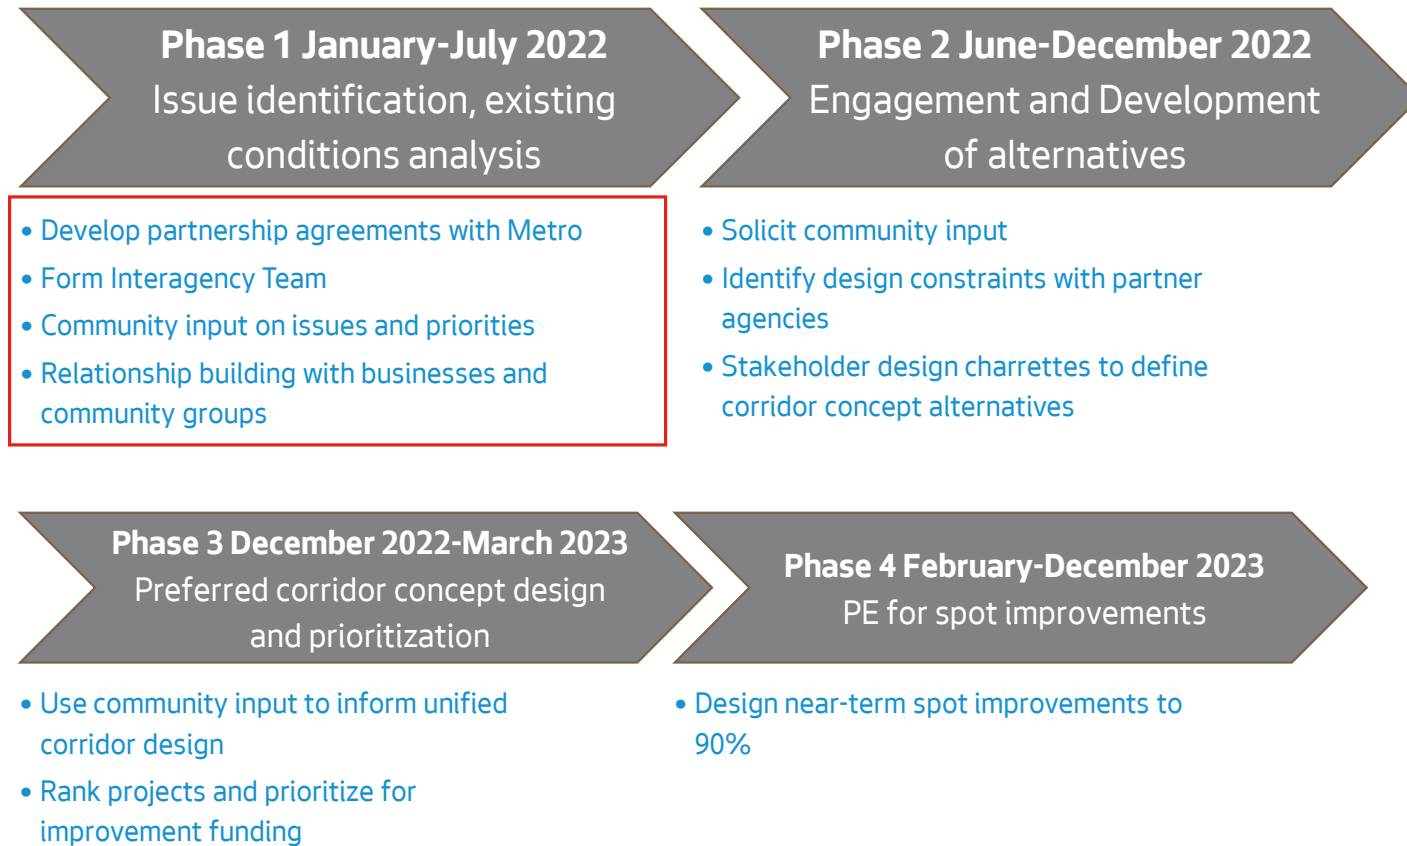 Phase 1 January-July 2022
Issue identification, existing
conditions analysis
• Develop partnership agreements with Metro
• Form Interagency Team
• Community input on issues and priorities
• Relationship building with businesses and
community groups
Phase 2 June-December 2022
Engagement and Development
of alternatives
• Solicit community input
• Identify design constraints with partner
agencies
• Stakeholder design charrettes to define
corridor concept alternatives
Phase 3 December 2022-March 2023
Preferred corridor concept design
and prioritization
• Use community input to inform unified
corridor design
• Rank projects and prioritize for
improvement funding
Phase 4 February-December 2023
PE for spot improvements
• Design near-term spot improvements to
90%